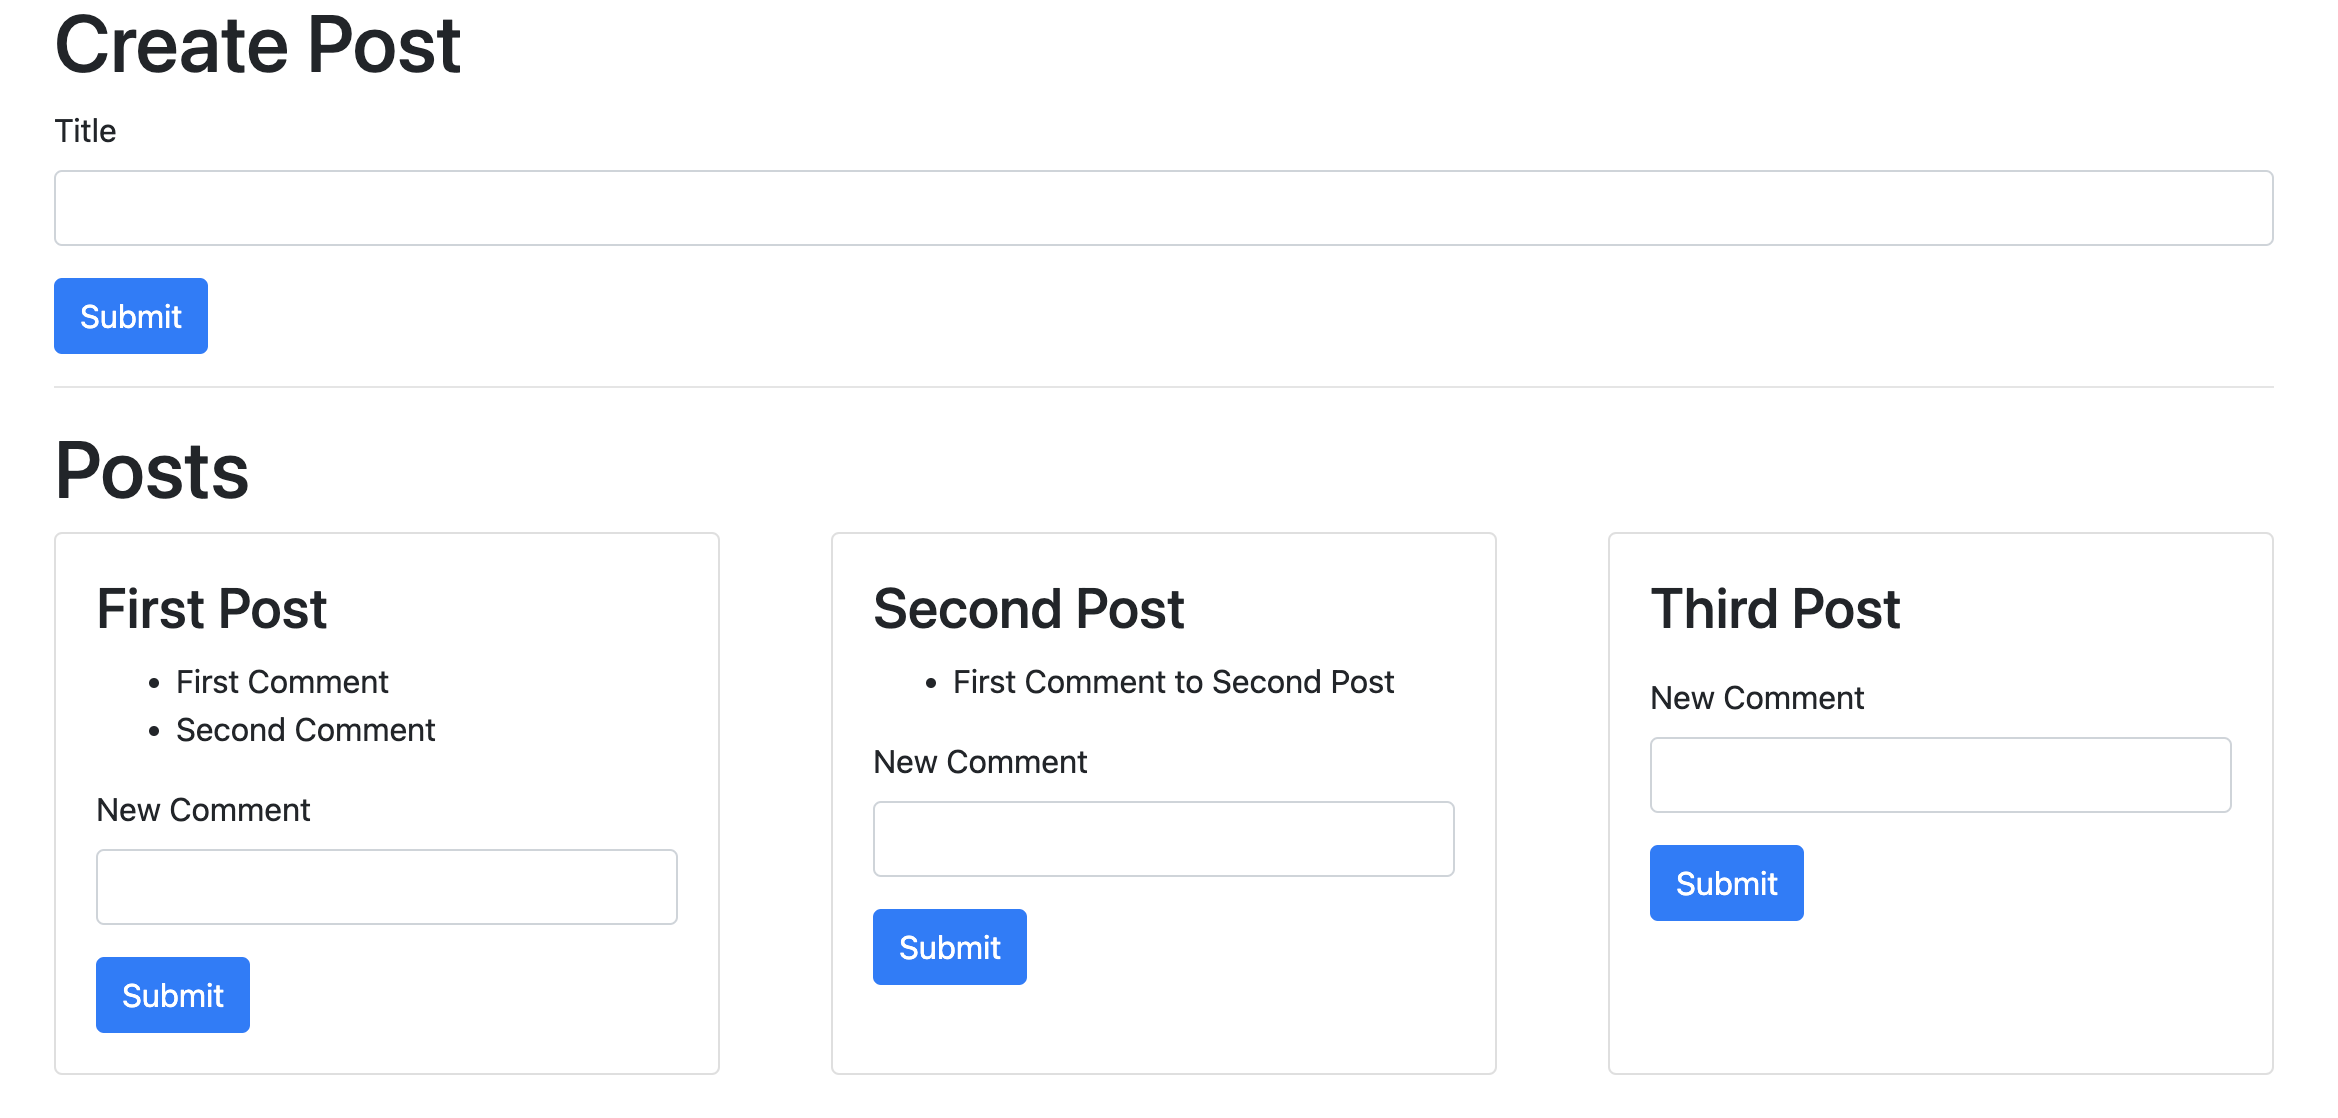 Create Post
Title
Submit
Posts
First Post
• First Comment
• Second Comment
New Comment
Submit
Second Post
• First Comment to Second Post
New Comment
Submit
Third Post
New Comment
Submit